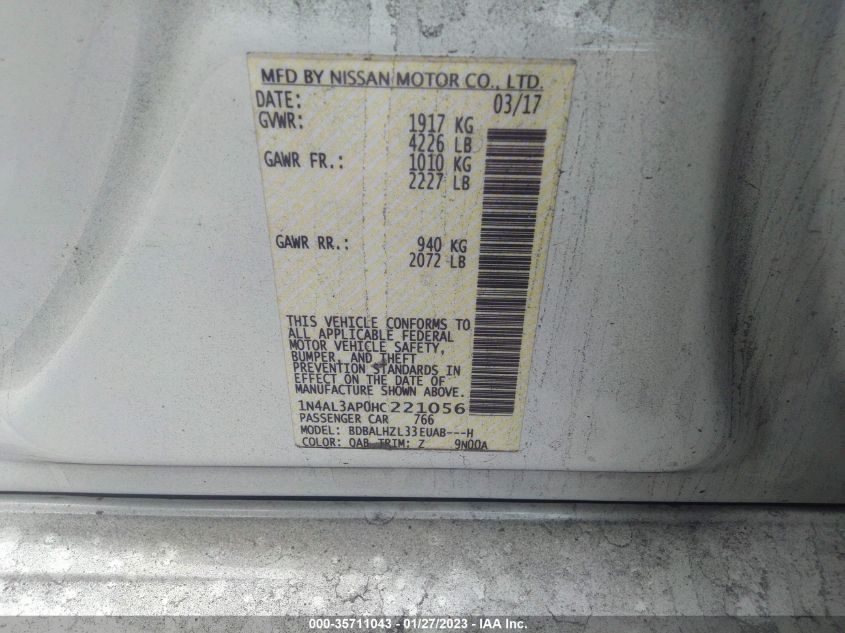 MFD BY NISSAN MOTOR CO., LTD.
DATE: 03/17
GVWR: 1917 KG
4226 LB
GAWR FR.: 1010 KG
2227 LB
GAWR RR.: 940 KG
2072 LB
THIS VEHICLE CONFORMS TO
ALL APPLICABLE FEDERAL
MOTOR VEHICLE SAFETY,
BUMPER, AND THEFT
PREVENTION STANDARDS IN
EFFECT ON THE DATE OF
MANUFACTURE SHOWN ABOVE.
1N4AL3AP0HC221056
PASSENGER CAR 766
MODEL: BDBALHZL33EUAB---H
COLOR: QAB TRIM: Z 9N00A
000-35711043 - 01/27/2023 - IAA Inc.